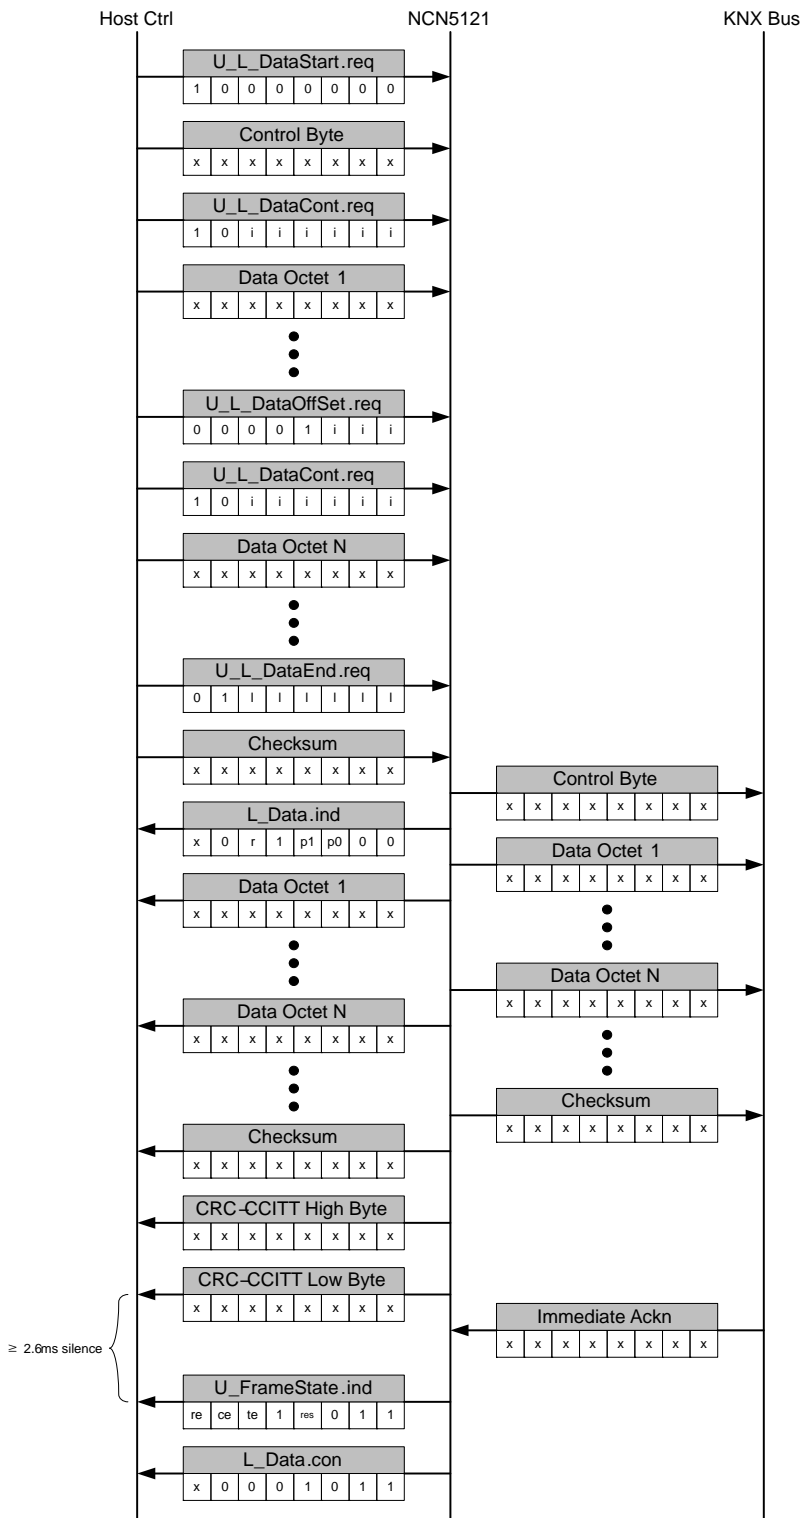 Host Ctrl NCN5121 KNX Bus
U_L_DataStart.req
1 0 0 0 0 0 0 0
Control Byte
x x x x x x x x
U_L_DataCont.req
1 0 i i i i i i
Data Octet 1
x x x x x x x x
U_L_DataOffSet.req
0 0 0 0 1 i i i
U_L_DataCont.req
1 0 i i i i i i
Data Octet N
x x x x x x x x
U_L_DataEnd.req
0 1 l l l l l l
Checksum
x x x x x x x x
Control Byte
x x x x x x x x
L_Data.ind
x 0 r 1 p1 p0 0 0
Data Octet 1
x x x x x x x x
Data Octet 1
x x x x x x x x
Data Octet N
x x x x x x x x
Data Octet N
x x x x x x x x
Checksum
x x x x x x x x
Checksum
x x x x x x x x
CRC-CCITT High Byte
x x x x x x x x
CRC-CCITT Low Byte
x x x x x x x x
Immediate Ackn
x x x x x x x x
≥ 2.6ms silence
U_FrameState.ind
re ce te 1 res 0 1 1
L_Data.con
x 0 0 0 1 0 1 1